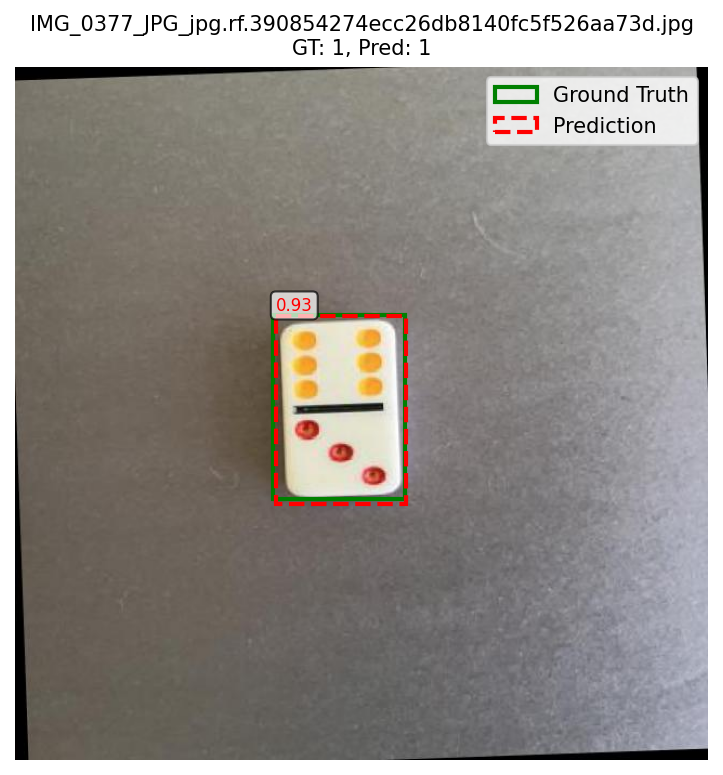 IMG_0377_JPG_jpg.rf.390854274ecc26db8140fc5f526aa73d.jpg
GT: 1, Pred: 1
Ground Truth
Prediction
0.93